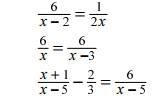 6/(x − 2) = 1/(2x)
6/x = 6/(x − 3)
(x + 1)/(x − 5) − 2/3 = 6/(x − 5)